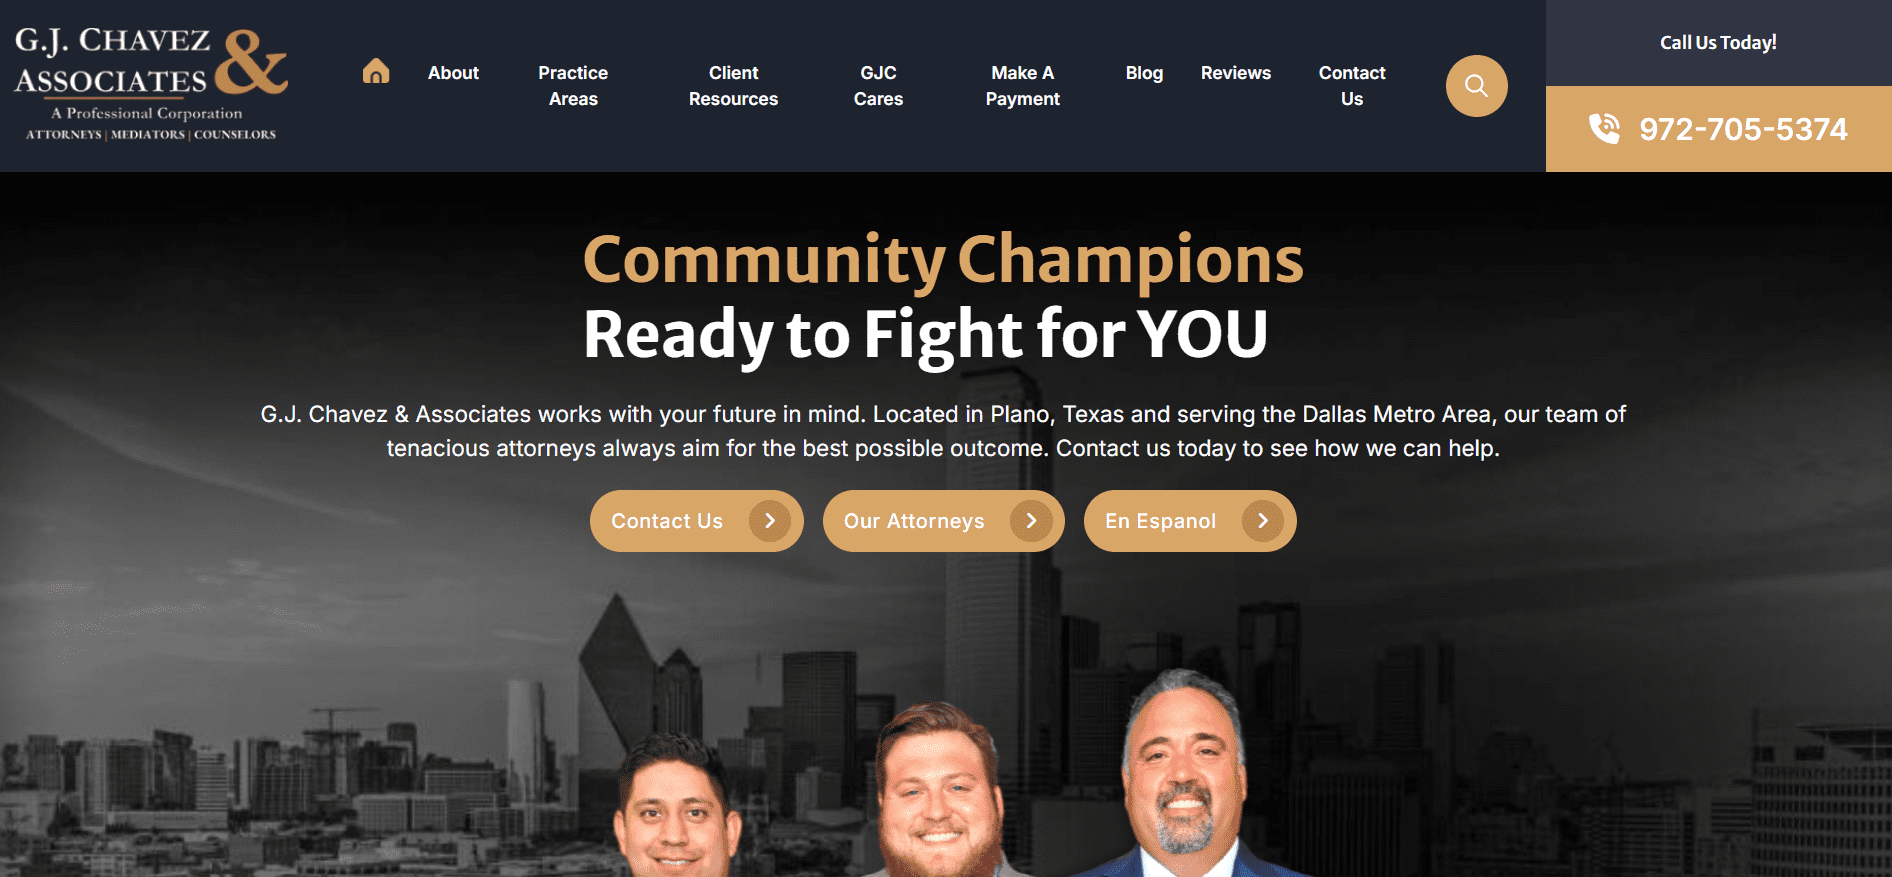 G.J. CHAVEZ
ASSOCIATES &
A Professional Corporation
ATTORNEYS | MEDIATORS | COUNSELORS
About
Practice
Areas
Client
Resources
GJC
Cares
Make A
Payment
Blog
Reviews
Contact
Us
Call Us Today!
972-705-5374
Community Champions
Ready to Fight for YOU
G.J. Chavez & Associates works with your future in mind. Located in Plano, Texas and serving the Dallas Metro Area, our team of
tenacious attorneys always aim for the best possible outcome. Contact us today to see how we can help.
Contact Us
Our Attorneys
En Espanol